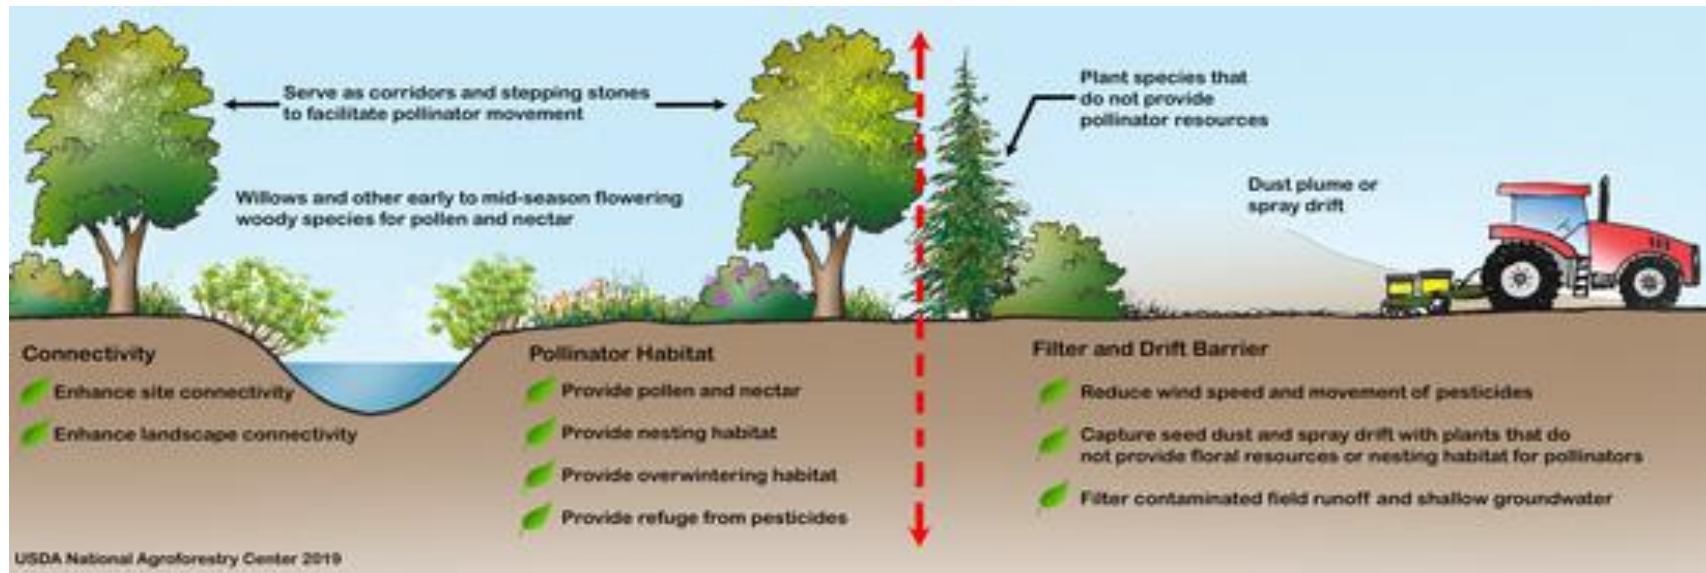 Serve as corridors and stepping stones
to facilitate pollinator movement
Willows and other early to mid-season flowering
woody species for pollen and nectar
Plant species that
do not provide
pollinator resources
Dust plume or
spray drift
Connectivity
Enhance site connectivity
Enhance landscape connectivity
Pollinator Habitat
Provide pollen and nectar
Provide nesting habitat
Provide overwintering habitat
Provide refuge from pesticides
Filter and Drift Barrier
Reduce wind speed and movement of pesticides
Capture seed dust and spray drift with plants that do
not provide floral resources or nesting habitat for pollinators
Filter contaminated field runoff and shallow groundwater
USDA National Agroforestry Center 2019